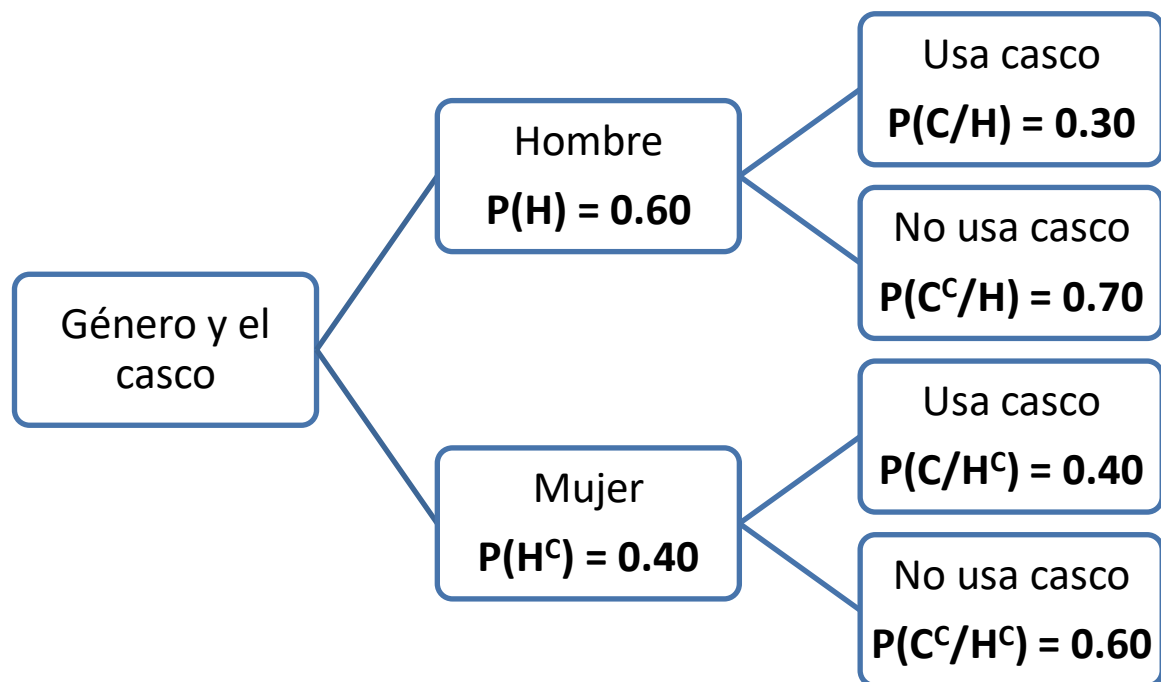 Género y el
casco
Hombre
P(H) = 0.60
Usa casco
P(C/H) = 0.30
No usa casco
P(Cᶜ/H) = 0.70
Mujer
P(Hᶜ) = 0.40
Usa casco
P(C/Hᶜ) = 0.40
No usa casco
P(Cᶜ/Hᶜ) = 0.60